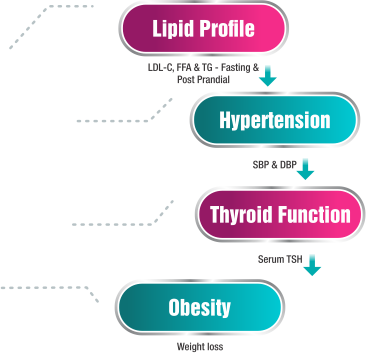 Lipid Profile
LDL-C, FFA & TG - Fasting &
Post Prandial
Hypertension
SBP & DBP
Thyroid Function
Serum TSH
Obesity
Weight loss